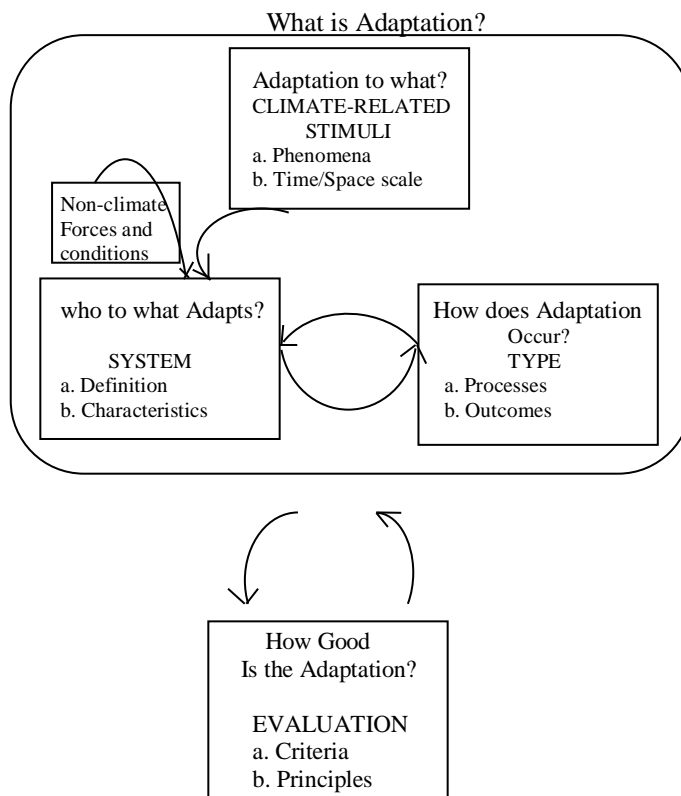 What is Adaptation?
Adaptation to what?
CLIMATE-RELATED
STIMULI
a. Phenomena
b. Time/Space scale
Non-climate
Forces and
conditions
who to what Adapts?
SYSTEM
a. Definition
b. Characteristics
How does Adaptation
Occur?
TYPE
a. Processes
b. Outcomes
How Good
Is the Adaptation?
EVALUATION
a. Criteria
b. Principles